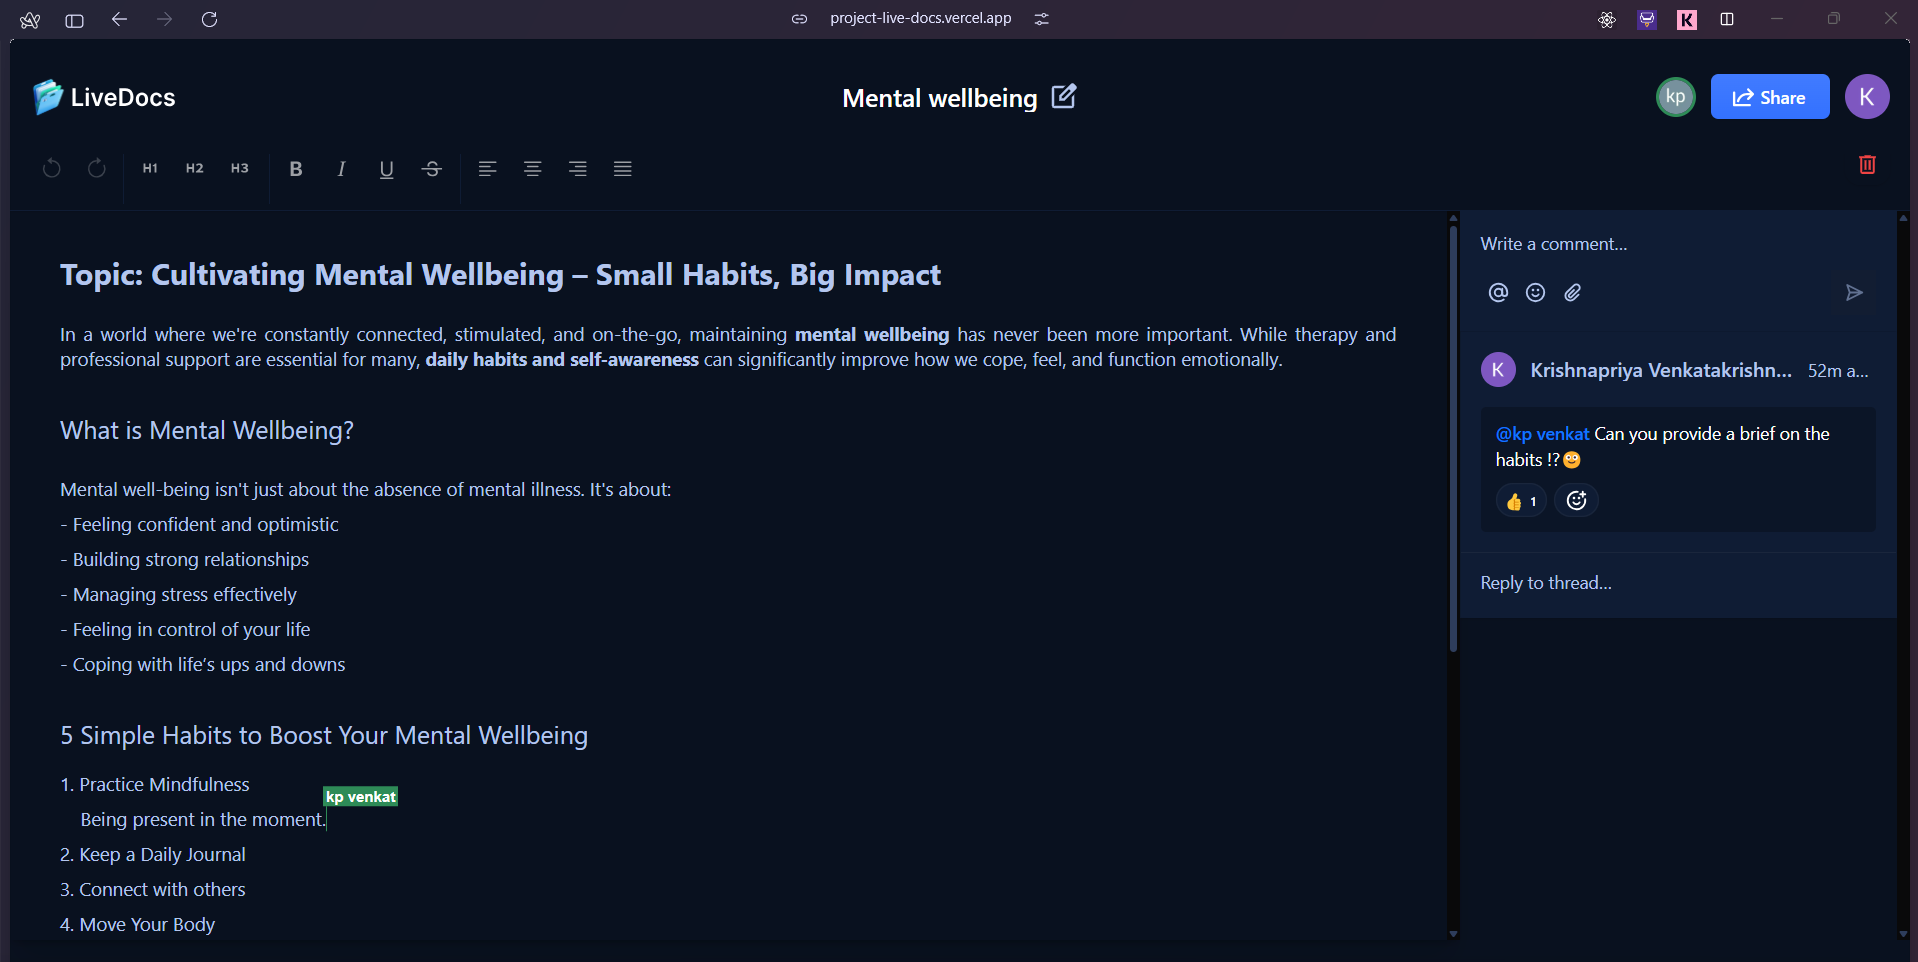 project-live-docs.vercel.app
K
LiveDocs
Mental wellbeing
kp
Share
K
H1 H2 H3 B I U S
Topic: Cultivating Mental Wellbeing – Small Habits, Big Impact
In a world where we're constantly connected, stimulated, and on-the-go, maintaining mental wellbeing has never been more important. While therapy and
professional support are essential for many, daily habits and self-awareness can significantly improve how we cope, feel, and function emotionally.
What is Mental Wellbeing?
Mental well-being isn't just about the absence of mental illness. It's about:
- Feeling confident and optimistic
- Building strong relationships
- Managing stress effectively
- Feeling in control of your life
- Coping with life’s ups and downs
5 Simple Habits to Boost Your Mental Wellbeing
1. Practice Mindfulness
kp venkat
Being present in the moment.
2. Keep a Daily Journal
3. Connect with others
4. Move Your Body
Write a comment...
@
K
Krishnapriya Venkatakrishn... 52m a...
@kp venkat Can you provide a brief on the
habits !?😳
👍 1
Reply to thread...